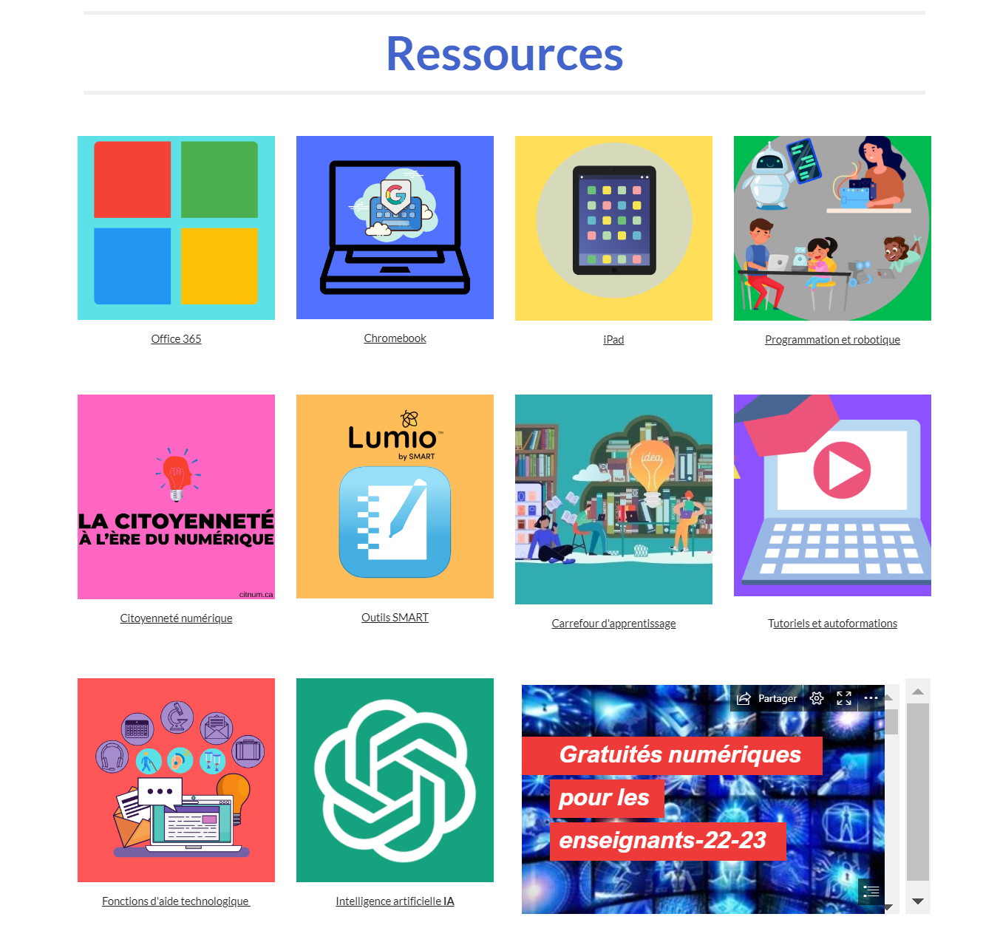 Ressources
Office 365
Chromebook
iPad
Programmation et robotique
LA CITOYENNETÉ
À L'ÈRE DU NUMÉRIQUE
citnum.ca
Lumio™
by SMART
idea
Citoyenneté numérique
Outils SMART
Carrefour d'apprentissage
Tutoriels et autoformations
Partager
Gratuités numériques
pour les
enseignants-22-23
Fonctions d'aide technologique
Intelligence artificielle IA